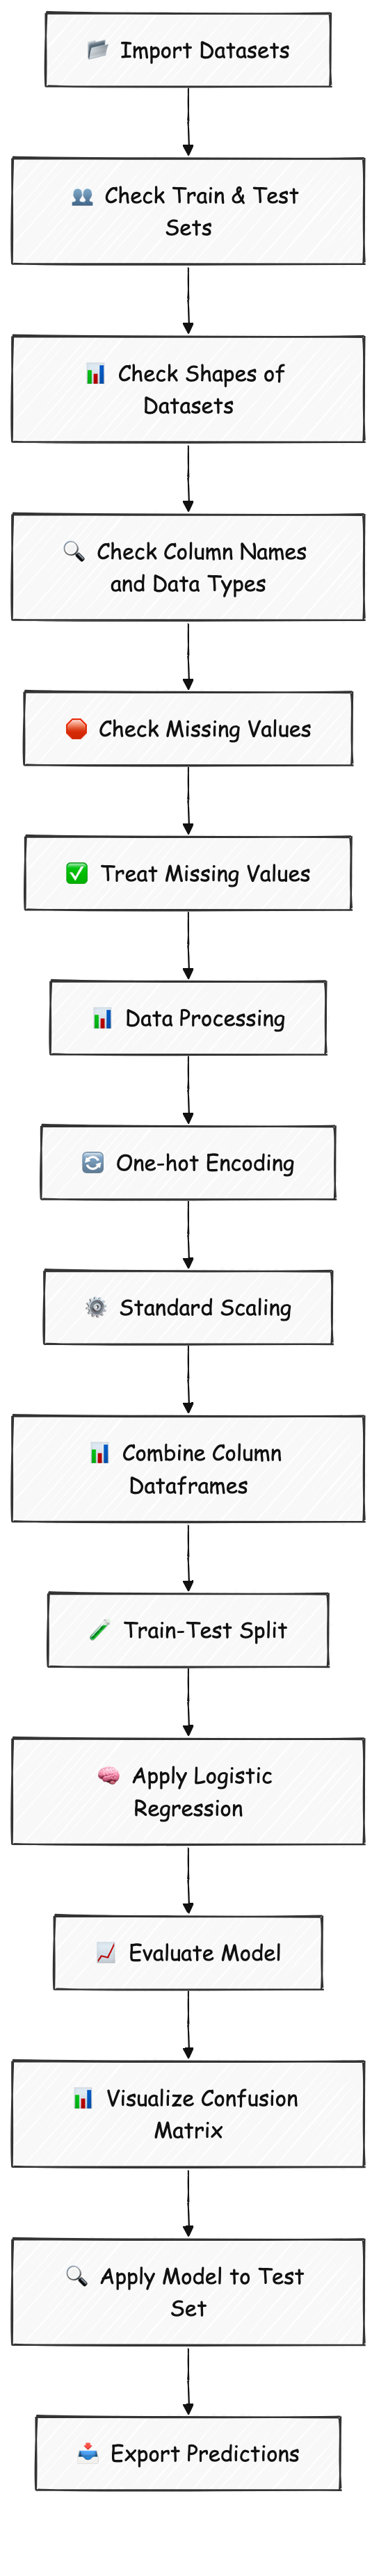 Import Datasets
Check Train & Test
Sets
Check Shapes of
Datasets
Check Column Names
and Data Types
Check Missing Values
Treat Missing Values
Data Processing
One-hot Encoding
Standard Scaling
Combine Column
Dataframes
Train-Test Split
Apply Logistic
Regression
Evaluate Model
Visualize Confusion
Matrix
Apply Model to Test
Set
Export Predictions